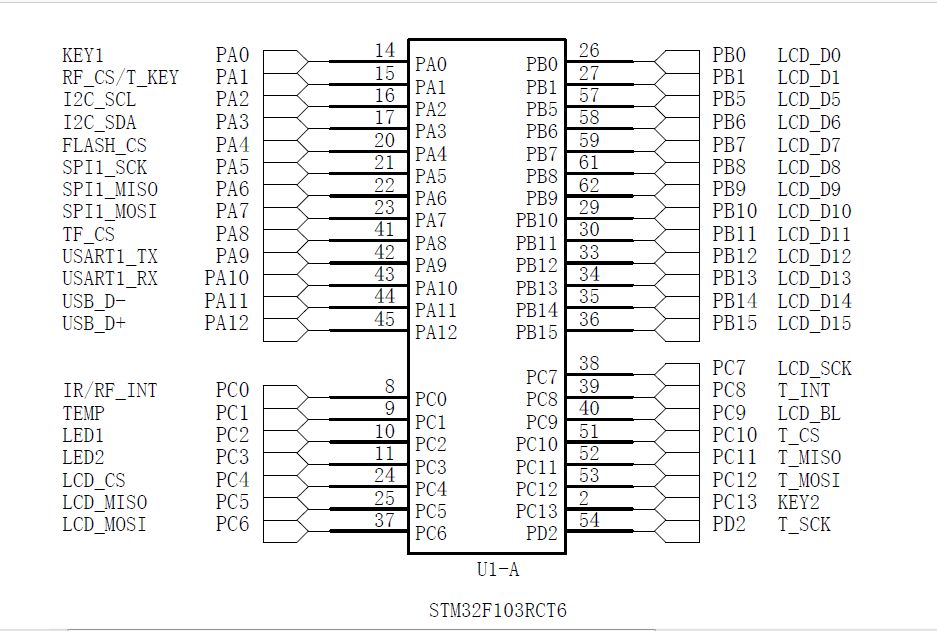 KEY1 PA0 14 PA0 PB0 26 PB0 LCD_D0
RF_CS/T_KEY PA1 15 PA1 PB1 27 PB1 LCD_D1
I2C_SCL PA2 16 PA2 PB5 57 PB5 LCD_D5
I2C_SDA PA3 17 PA3 PB6 58 PB6 LCD_D6
FLASH_CS PA4 20 PA4 PB7 59 PB7 LCD_D7
SPI1_SCK PA5 21 PA5 PB8 61 PB8 LCD_D8
SPI1_MISO PA6 22 PA6 PB9 62 PB9 LCD_D9
SPI1_MOSI PA7 23 PA7 PB10 29 PB10 LCD_D10
TF_CS PA8 41 PA8 PB11 30 PB11 LCD_D11
USART1_TX PA9 42 PA9 PB12 33 PB12 LCD_D12
USART1_RX PA10 43 PA10 PB13 34 PB13 LCD_D13
USB_D- PA11 44 PA11 PB14 35 PB14 LCD_D14
USB_D+ PA12 45 PA12 PB15 36 PB15 LCD_D15
PC7 38 PC7 LCD_SCK
IR/RF_INT PC0 8 PC0 PC8 39 PC8 T_INT
TEMP PC1 9 PC1 PC9 40 PC9 LCD_BL
LED1 PC2 10 PC2 PC10 51 PC10 T_CS
LED2 PC3 11 PC3 PC11 52 PC11 T_MISO
LCD_CS PC4 24 PC4 PC12 53 PC12 T_MOSI
LCD_MISO PC5 25 PC5 PC13 2 PC13 KEY2
LCD_MOSI PC6 37 PC6 PD2 54 PD2 T_SCK
U1-A
STM32F103RCT6